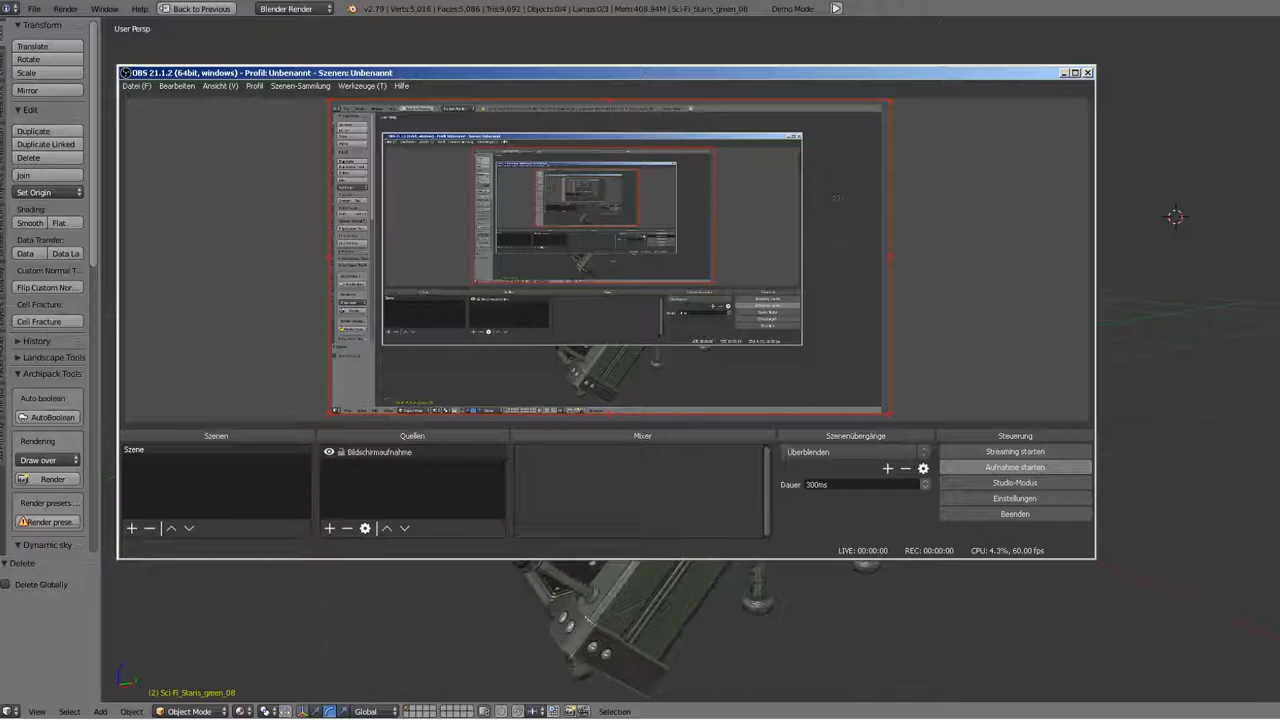 File Render Window Help Back to Previous Blender Render v2.79 | Verts:5,016 | Faces:5,086 | Tris:9,692 | Objects:0/4 | Lamps:0/3 | Mem:408.94M | Sci-Fi_Staris_green_08 Demo Mode:
User Persp
Transform
Translate
Rotate
Scale
Mirror
Edit
Duplicate
Duplicate Linked
Delete
Join
Set Origin
Shading:
Smooth Flat
Data Transfer:
Data Data La
Custom Normal T...
Flip Custom Nor...
Cell Fracture:
Cell Fracture
History
Landscape Tools
Archipack Tools
Auto boolean
AutoBoolean
Rendering
Draw over
Render
Render presets ...
Render prese...
Dynamic sky
Delete
Delete Globally
OBS 21.1.2 (64bit, windows) - Profil: Unbenannt - Szenen: Unbenannt
Datei (F) Bearbeiten Ansicht (V) Profil Szenen-Sammlung Werkzeuge (T) Hilfe
Szenen Quellen Mixer Szenenübergänge Steuerung
Szene
Bildschirmaufnahme
Überblenden
Dauer 300ms
Streaming starten
Aufnahme starten
Studio-Modus
Einstellungen
Beenden
LIVE: 00:00:00 REC: 00:00:00 CPU: 4.3%, 60.00 fps
(2) Sci-Fi_Staris_green_08
View Select Add Object Object Mode Global Selection